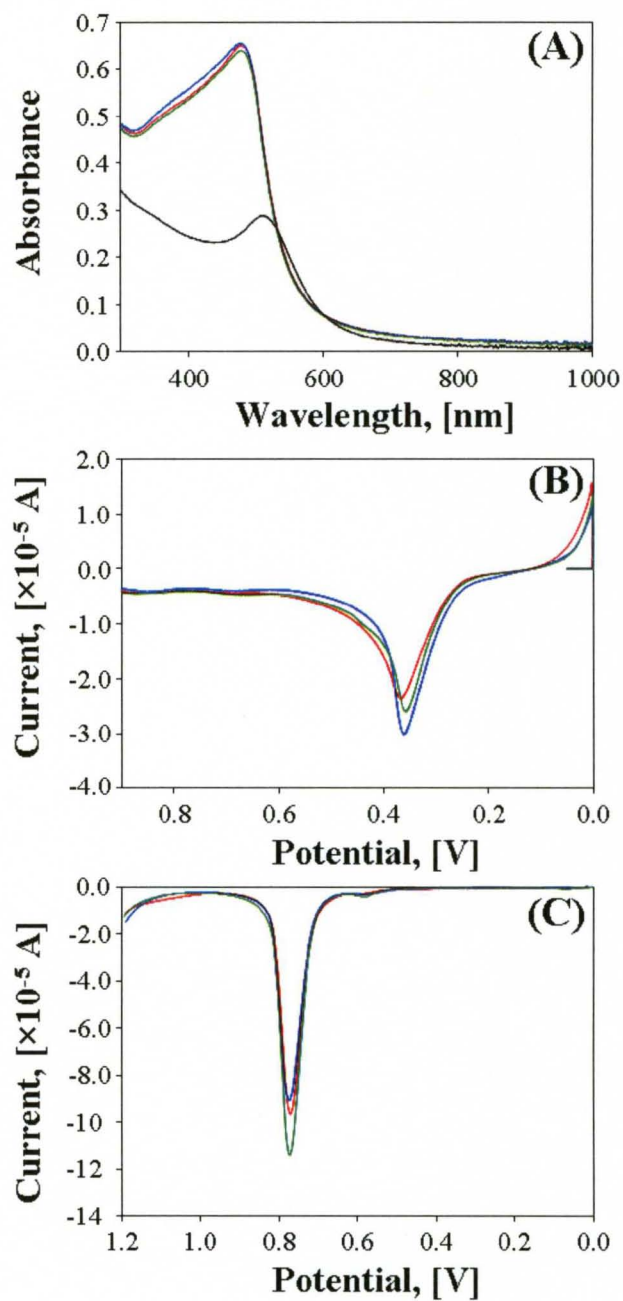 (A)
Absorbance
0.7
0.6
0.5
0.4
0.3
0.2
0.1
0.0
400 600 800 1000
Wavelength, [nm]
(B)
Current, [×10⁻⁵ A]
2.0
1.0
0.0
-1.0
-2.0
-3.0
-4.0
0.8 0.6 0.4 0.2 0.0
Potential, [V]
(C)
Current, [×10⁻⁵ A]
0.0
-2.0
-4.0
-6.0
-8.0
-10
-12
-14
1.2 1.0 0.8 0.6 0.4 0.2 0.0
Potential, [V]